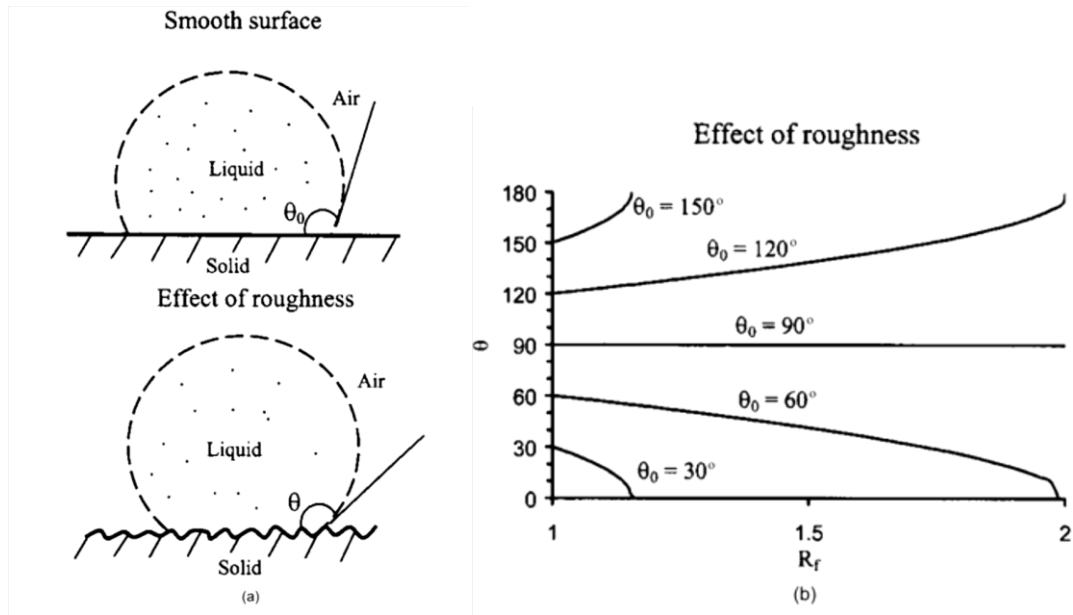 Smooth surface
Air
Liquid
θ₀
Solid
Effect of roughness
Air
Liquid
θ
Solid
(a)
Effect of roughness
180
150
120
90
60
30
0
θ
θ₀ = 150°
θ₀ = 120°
θ₀ = 90°
θ₀ = 60°
θ₀ = 30°
1
1.5
2
R_f
(b)